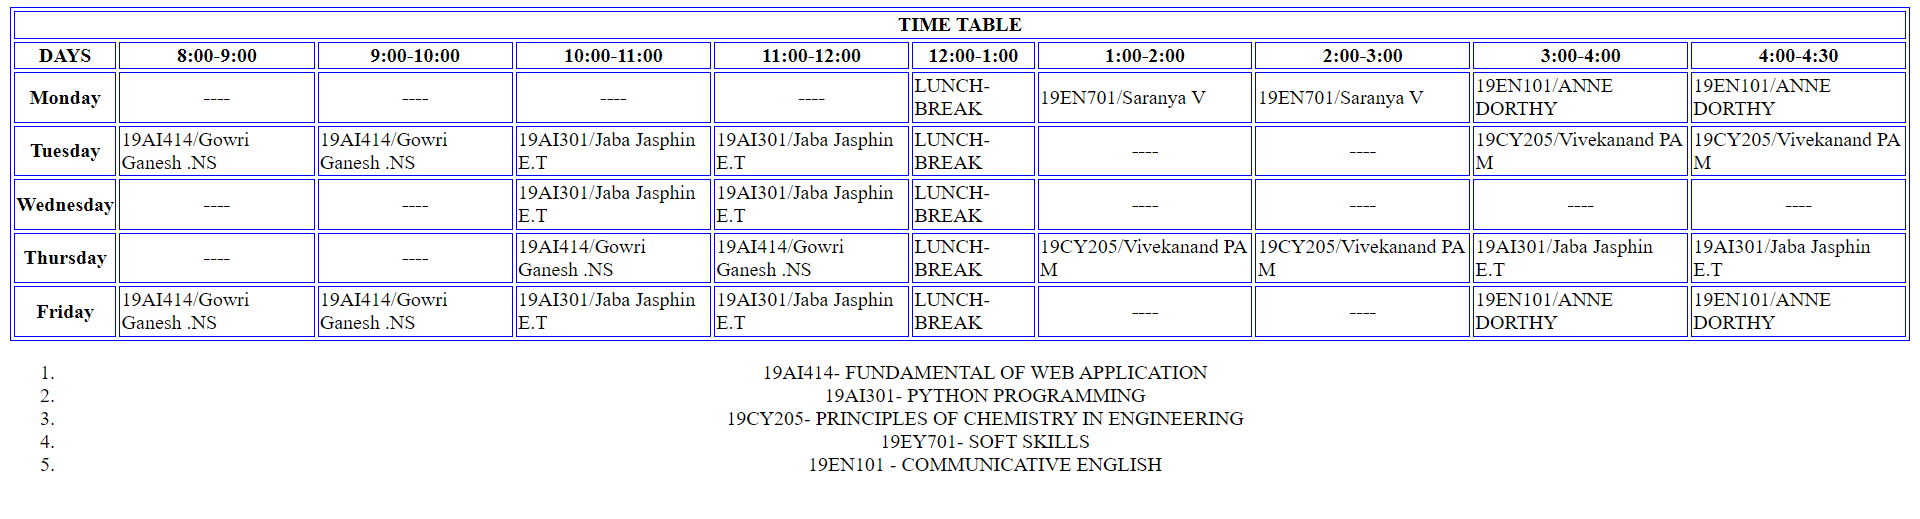 TIME TABLE
DAYS 8:00-9:00 9:00-10:00 10:00-11:00 11:00-12:00 12:00-1:00 1:00-2:00 2:00-3:00 3:00-4:00 4:00-4:30
Monday ---- ---- ---- ---- LUNCH-BREAK 19EN701/Saranya V 19EN701/Saranya V 19EN101/ANNE DORTHY 19EN101/ANNE DORTHY
Tuesday 19AI414/Gowri Ganesh .NS 19AI414/Gowri Ganesh .NS 19AI301/Jaba Jasphin E.T 19AI301/Jaba Jasphin E.T LUNCH-BREAK ---- ---- 19CY205/Vivekanand PA M 19CY205/Vivekanand PA M
Wednesday ---- ---- 19AI301/Jaba Jasphin E.T 19AI301/Jaba Jasphin E.T LUNCH-BREAK ---- ---- ---- ----
Thursday ---- ---- 19AI414/Gowri Ganesh .NS 19AI414/Gowri Ganesh .NS LUNCH-BREAK 19CY205/Vivekanand PA M 19CY205/Vivekanand PA M 19AI301/Jaba Jasphin E.T 19AI301/Jaba Jasphin E.T
Friday 19AI414/Gowri Ganesh .NS 19AI414/Gowri Ganesh .NS 19AI301/Jaba Jasphin E.T 19AI301/Jaba Jasphin E.T LUNCH-BREAK ---- ---- 19EN101/ANNE DORTHY 19EN101/ANNE DORTHY
1. 19AI414- FUNDAMENTAL OF WEB APPLICATION
2. 19AI301- PYTHON PROGRAMMING
3. 19CY205- PRINCIPLES OF CHEMISTRY IN ENGINEERING
4. 19EY701- SOFT SKILLS
5. 19EN101 - COMMUNICATIVE ENGLISH